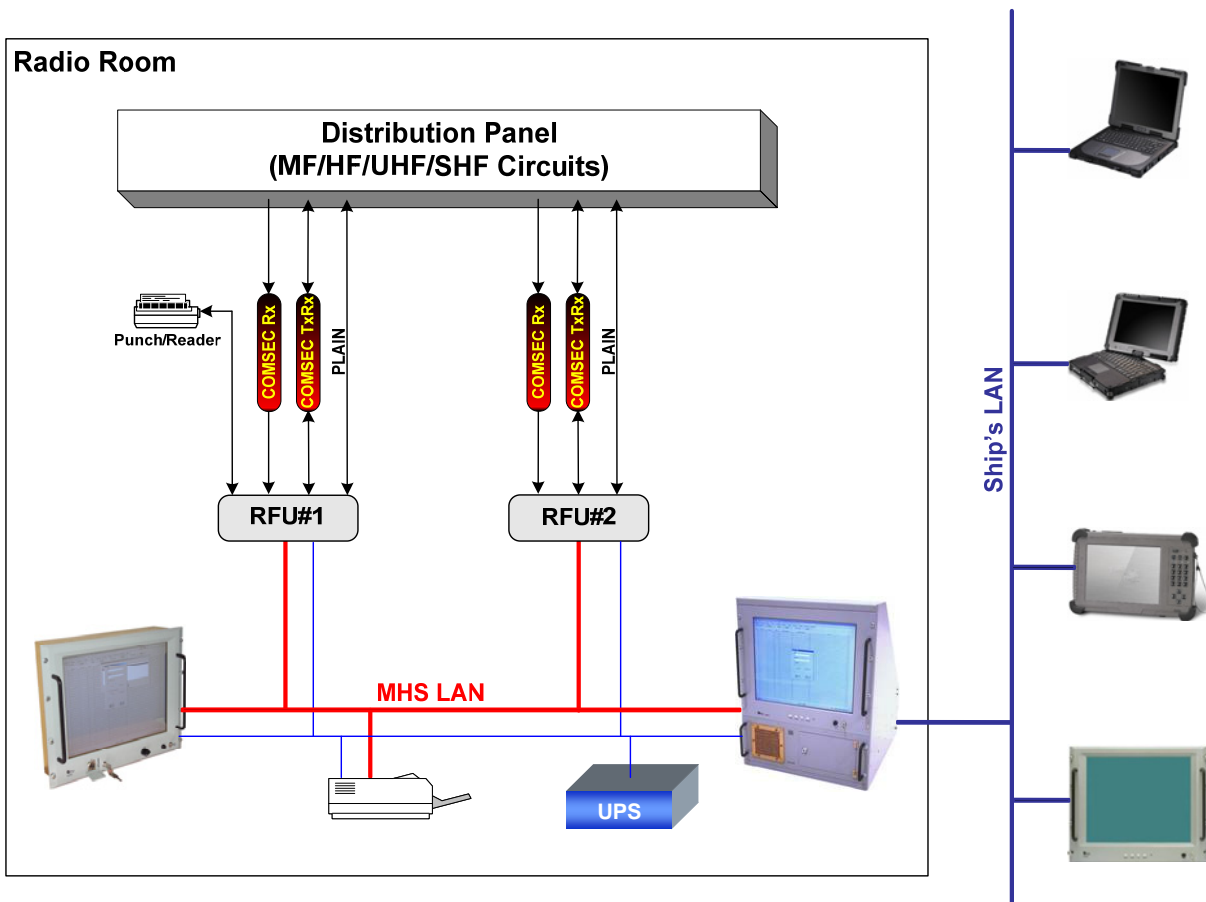 Radio Room
Distribution Panel
(MF/HF/UHF/SHF Circuits)
Punch/Reader
COMSEC Rx
COMSEC TxRx
PLAIN
COMSEC Rx
COMSEC TxRx
PLAIN
RFU#1
RFU#2
MHS LAN
UPS
Ship's LAN